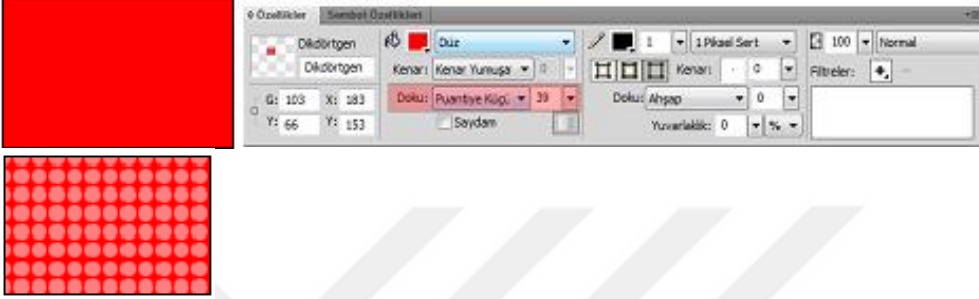 Özellikler Sembol Özellikleri
Dikdörtgen Düz 1 1 Piksel Sert 100 Normal
Dikdörtgen Kenar: Kenar Yumuşa 0 Kenar: 0 Filtreler:
G: 103 X: 183 Doku: Puantiye Küçü 39 Doku: Ahşap 0
Y: 66 Y: 153 Saydam Yuvarlaklık: 0 %